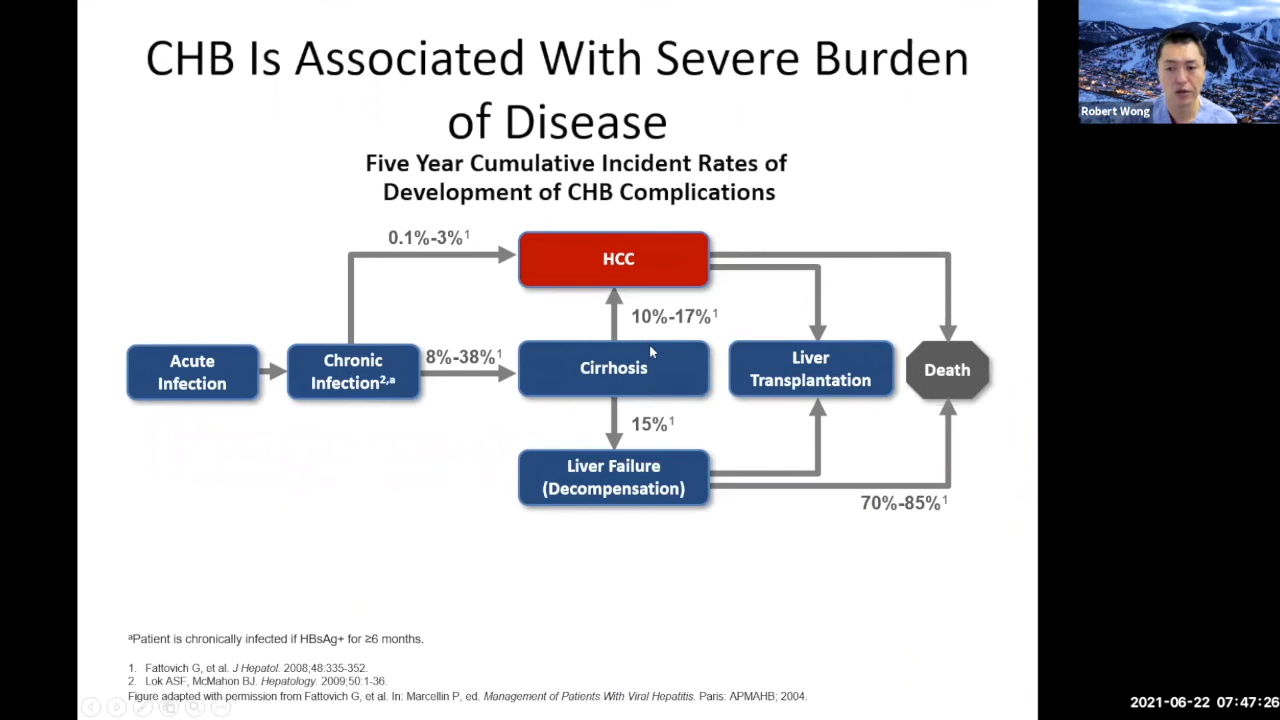 CHB Is Associated With Severe Burden
of Disease
Five Year Cumulative Incident Rates of
Development of CHB Complications
0.1%-3%¹
HCC
10%-17%¹
Acute
Infection
Chronic
Infection²,ᵃ
8%-38%¹
Cirrhosis
Liver
Transplantation
Death
15%¹
Liver Failure
(Decompensation)
70%-85%¹
ᵃPatient is chronically infected if HBsAg+ for ≥6 months.
1. Fattovich G, et al. J Hepatol. 2008;48:335-352.
2. Lok ASF, McMahon BJ. Hepatology. 2009;50:1-36.
Figure adapted with permission from Fattovich G, et al. In: Marcellin P, ed. Management of Patients With Viral Hepatitis. Paris: APMAHB; 2004.
Robert Wong
2021-06-22 07:47:26